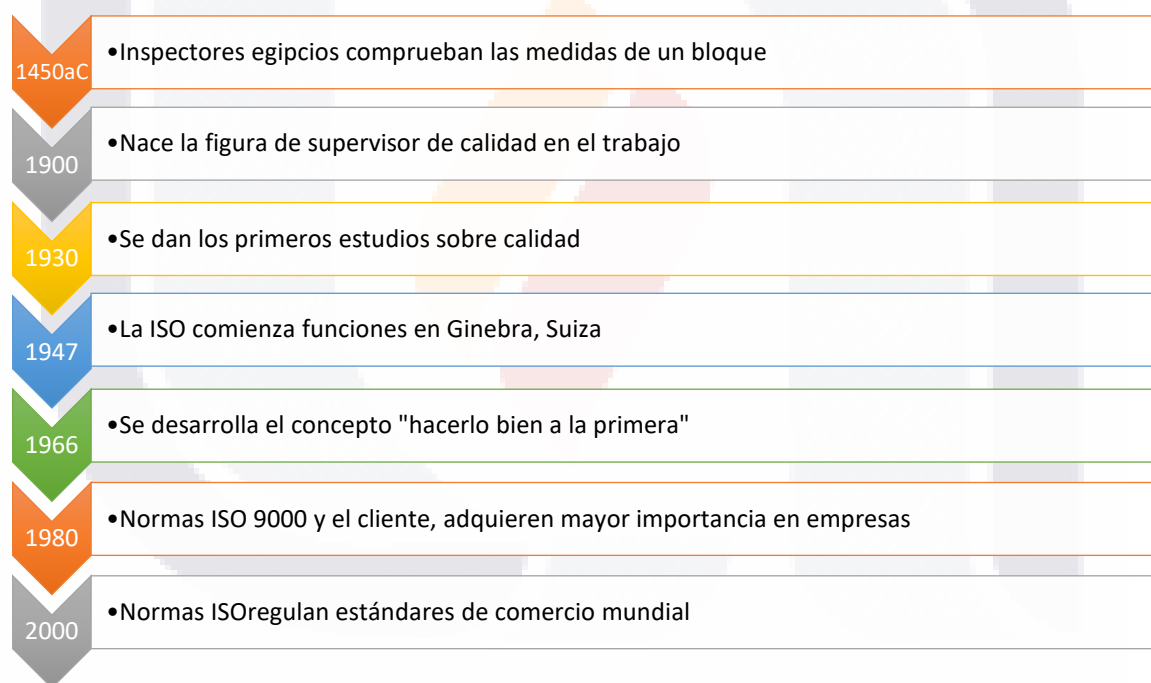 1450aC
•Inspectores egipcios comprueban las medidas de un bloque
1900
•Nace la figura de supervisor de calidad en el trabajo
1930
•Se dan los primeros estudios sobre calidad
1947
•La ISO comienza funciones en Ginebra, Suiza
1966
•Se desarrolla el concepto "hacerlo bien a la primera"
1980
•Normas ISO 9000 y el cliente, adquieren mayor importancia en empresas
2000
•Normas ISOregulan estándares de comercio mundial